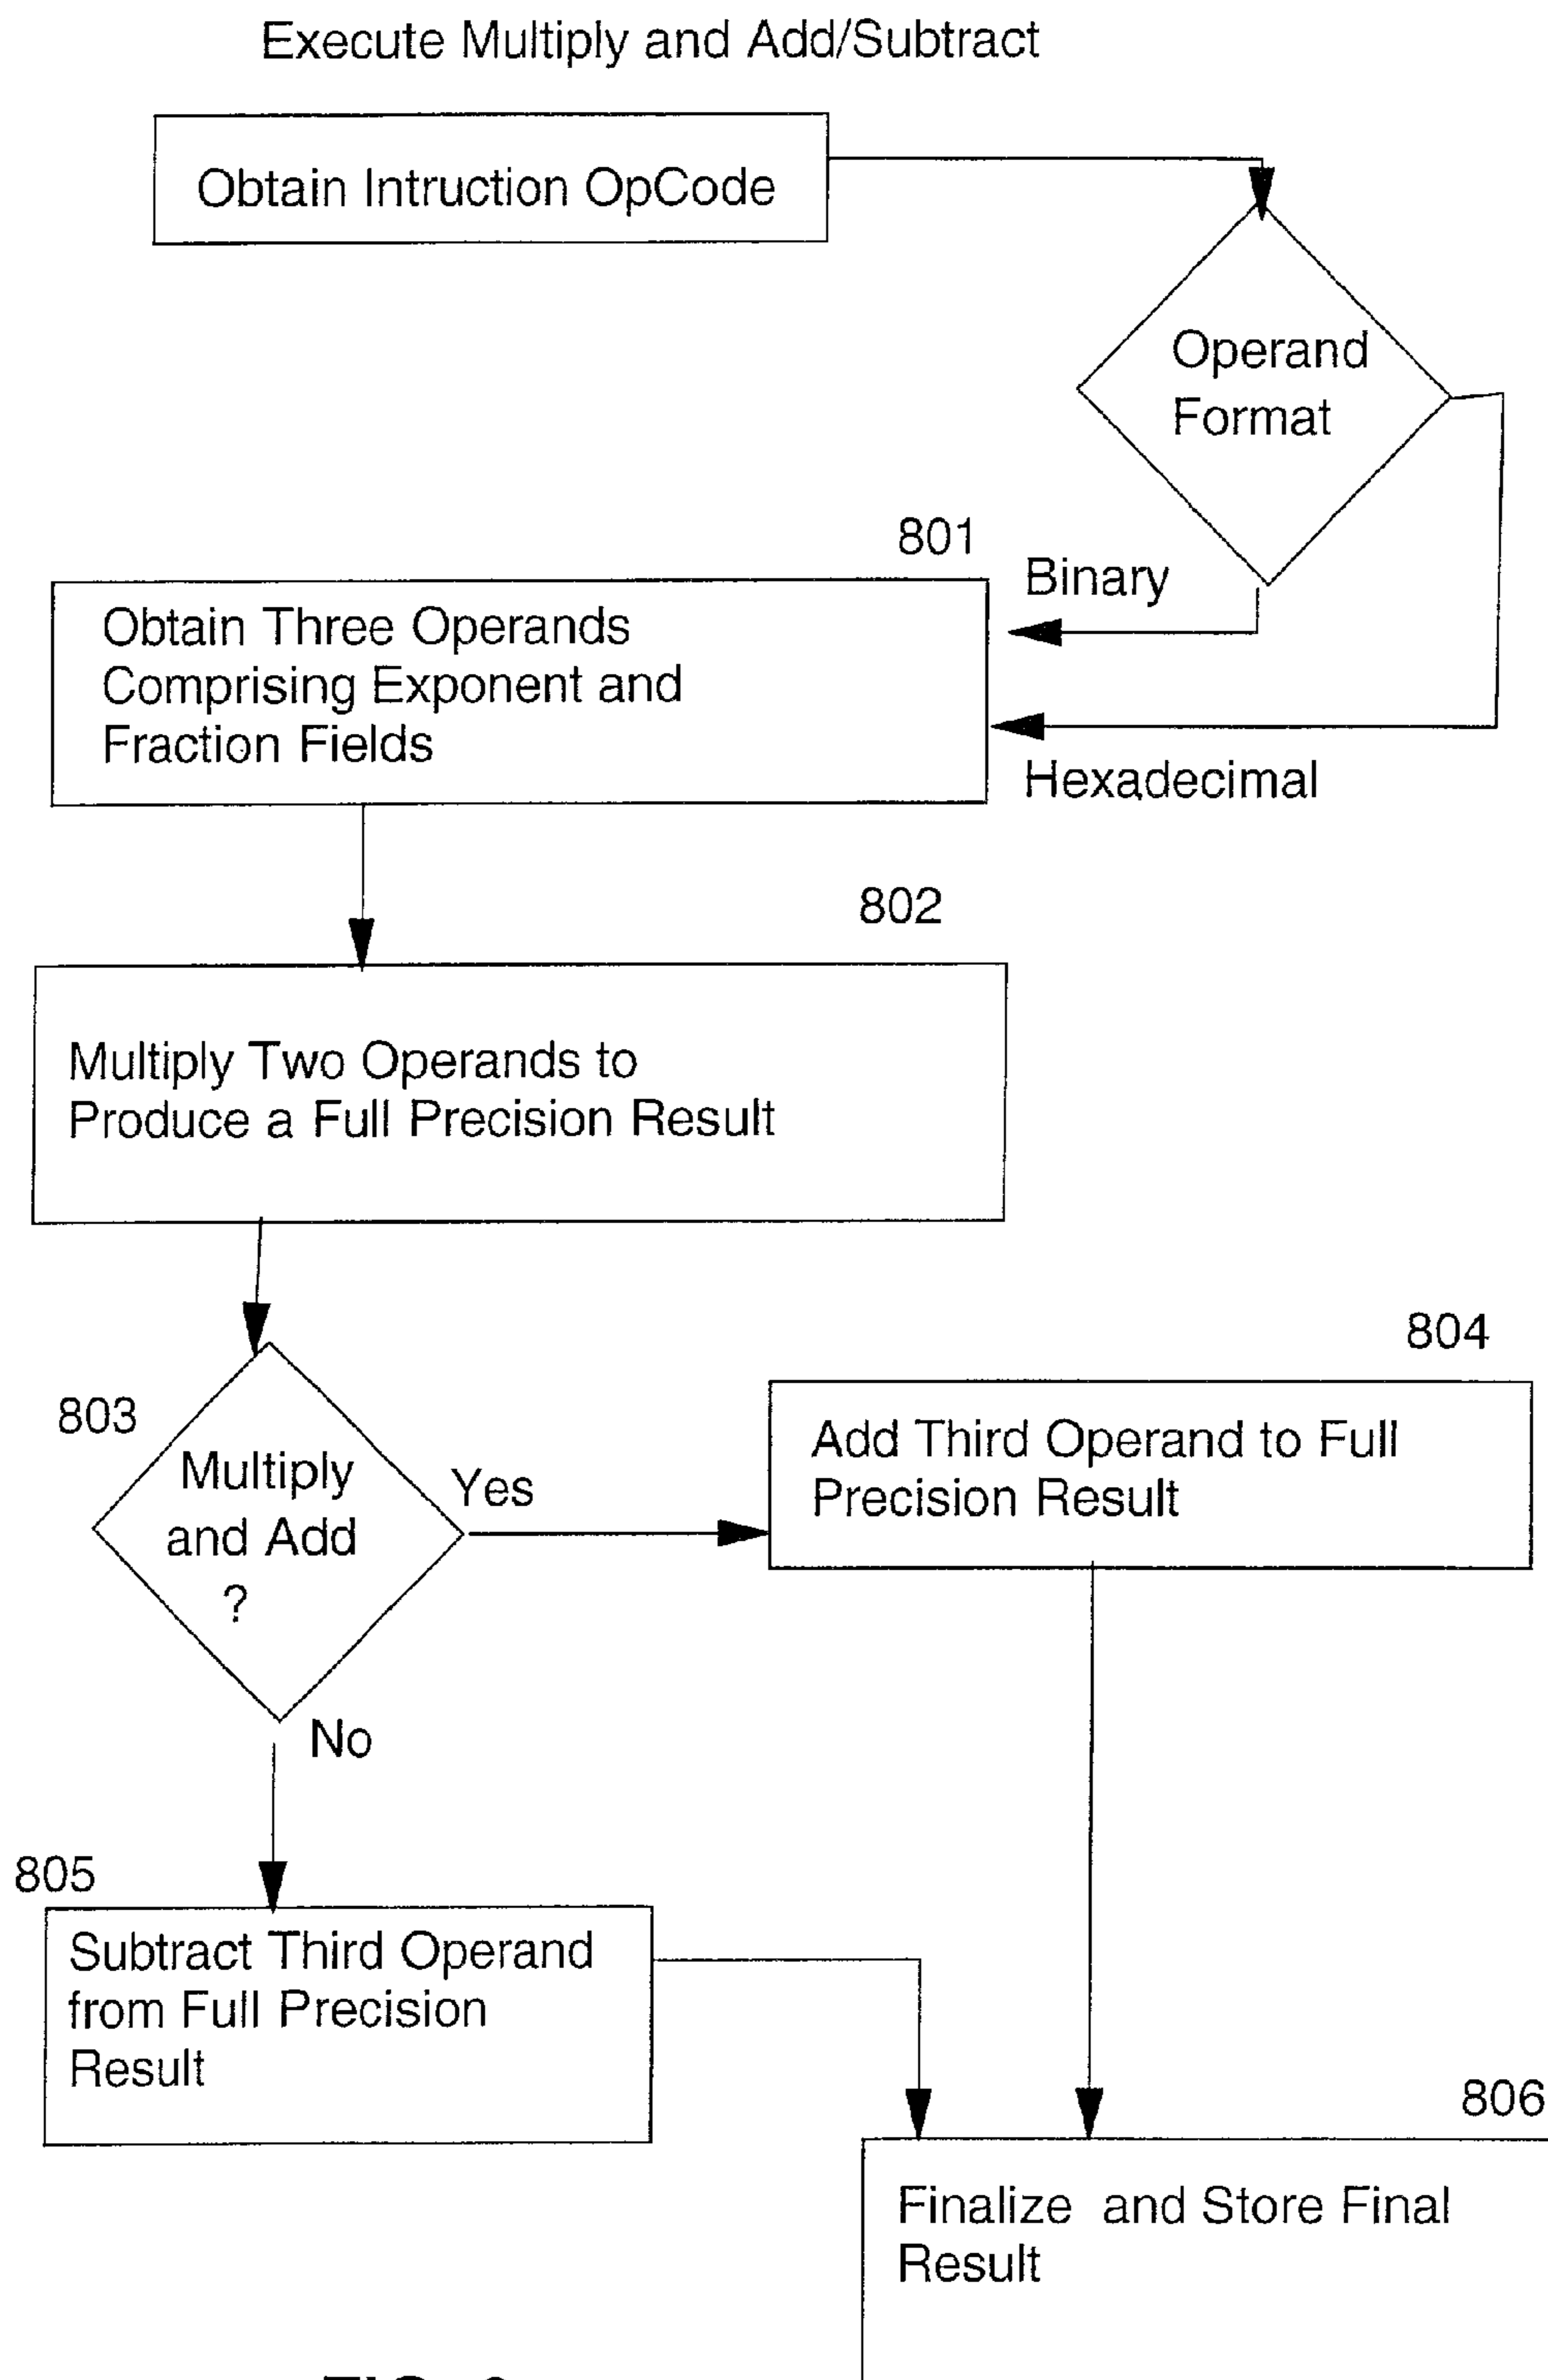 Execute Multiply and Add/Subtract
Obtain Intruction OpCode
Operand
Format
801
Binary
Obtain Three Operands
Comprising Exponent and
Fraction Fields
Hexadecimal
802
Multiply Two Operands to
Produce a Full Precision Result
803
Multiply
and Add
?
Yes
804
Add Third Operand to Full
Precision Result
No
805
Subtract Third Operand
from Full Precision
Result
806
Finalize and Store Final
Result